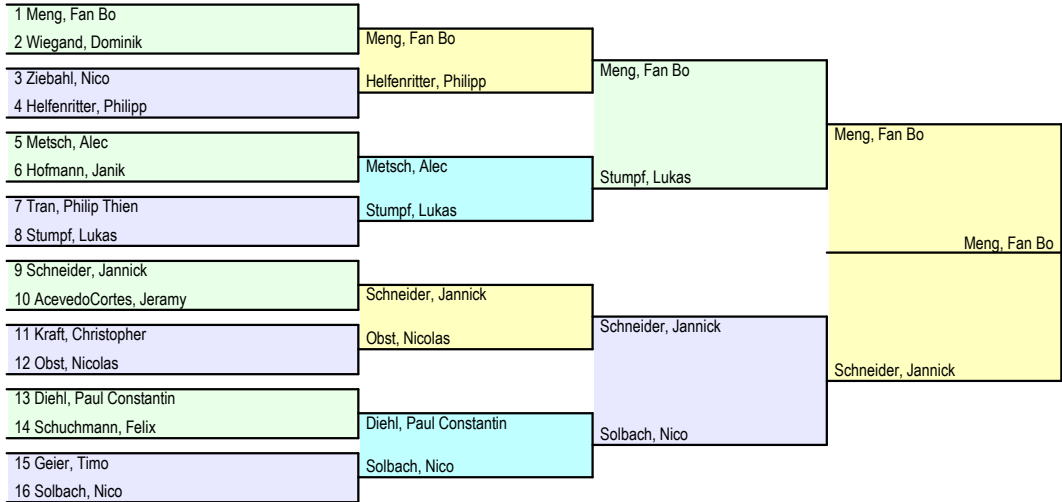 1 Meng, Fan Bo
2 Wiegand, Dominik
3 Ziebahl, Nico
4 Helfenritter, Philipp
5 Metsch, Alec
6 Hofmann, Janik
7 Tran, Philip Thien
8 Stumpf, Lukas
9 Schneider, Jannick
10 AcevedoCortes, Jeramy
11 Kraft, Christopher
12 Obst, Nicolas
13 Diehl, Paul Constantin
14 Schuchmann, Felix
15 Geier, Timo
16 Solbach, Nico
Meng, Fan Bo
Helfenritter, Philipp
Metsch, Alec
Stumpf, Lukas
Schneider, Jannick
Obst, Nicolas
Diehl, Paul Constantin
Solbach, Nico
Meng, Fan Bo
Stumpf, Lukas
Schneider, Jannick
Solbach, Nico
Meng, Fan Bo
Schneider, Jannick
Meng, Fan Bo